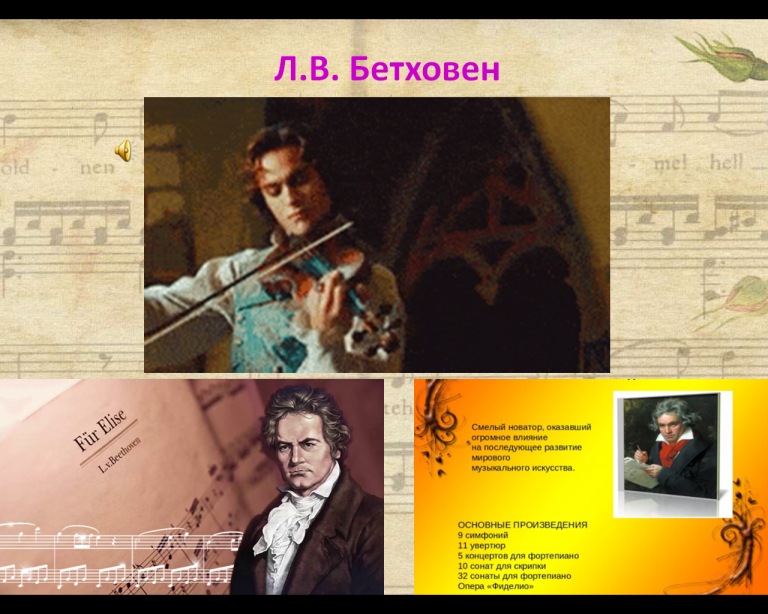 Л.В. Бетховен
old - nen
- mel hell
Für Elise
L.v.Beethoven
Смелый новатор, оказавший
огромное влияние
на последующее развитие
мирового
музыкального искусства.
ОСНОВНЫЕ ПРОИЗВЕДЕНИЯ
9 симфоний
11 увертюр
5 концертов для фортепиано
10 сонат для скрипки
32 сонаты для фортепиано
Опера «Фиделио»